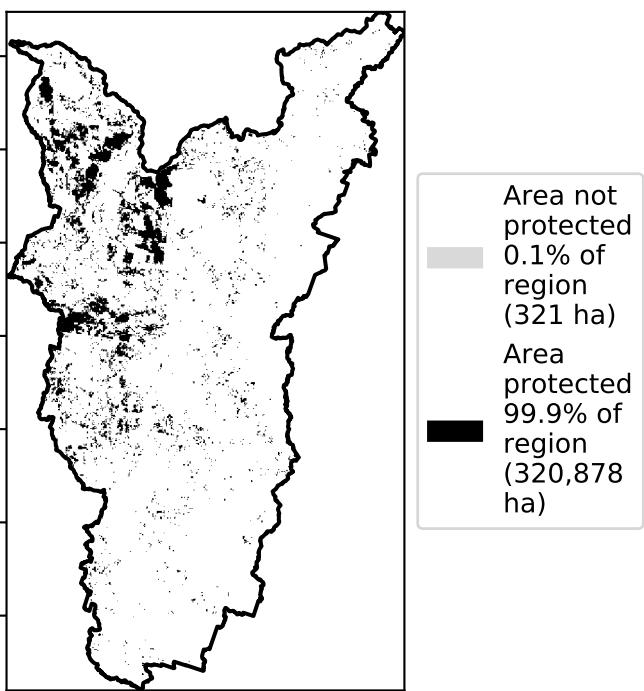 Area not
protected
0.1% of
region
(321 ha)
Area
protected
99.9% of
region
(320,878
ha)